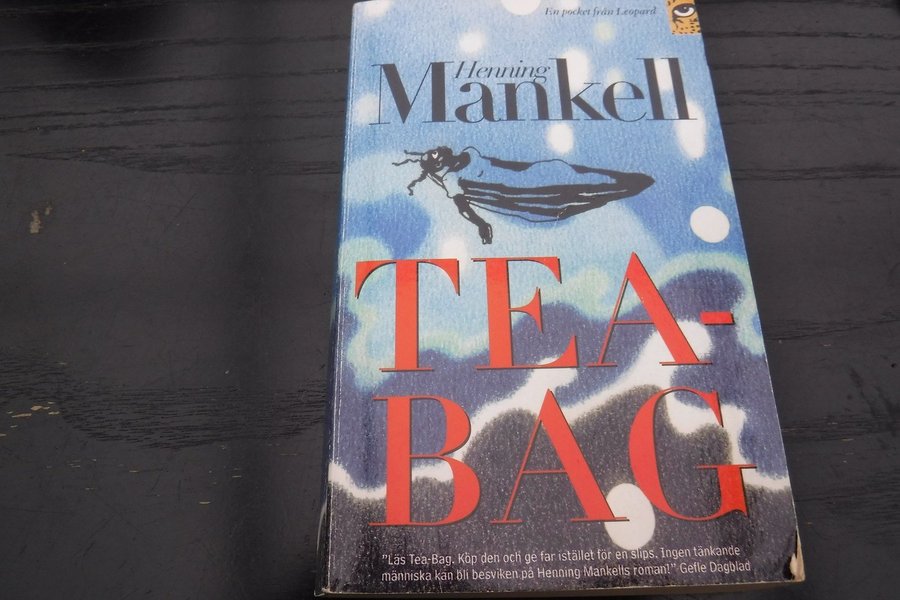 En pocket från Leopard
Henning
Mankell
TEA-
BAG
"Läs Tea-Bag. Köp den och ge far istället för en slips. Ingen tänkande
människa kan bli besviken på Henning Mankells roman!" Gefle Dagblad